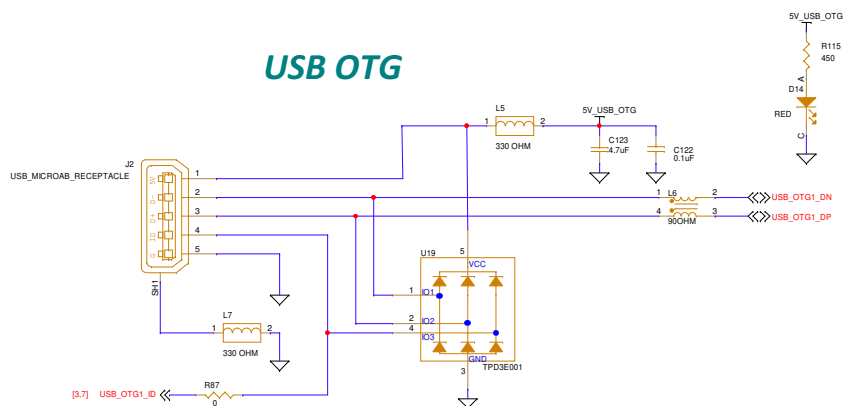 USB OTG
5V_USB_OTG
R115
450
A
D14
RED
C
L5
1 2
330 OHM
5V_USB_OTG
C123
4.7uF
C122
0.1uF
J2
USB_MICROAB_RECEPTACLE
5V 1
D- 2
D+ 3
ID 4
G 5
SH1
L6
1 2
4 3
90OHM
USB_OTG1_DN
USB_OTG1_DP
U19
5
VCC
1 IO1
2 IO2
4 IO3
GND
3
TPD3E001
L7
1 2
330 OHM
R87
0
[3,7] USB_OTG1_ID